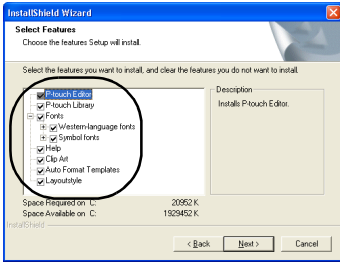 InstallShield Wizard
Select Features
Choose the features Setup will install.
Select the features you want to install, and clear the features you do not want to install.
P-touch Editor
P-touch Library
Fonts
Western-language fonts
Symbol fonts
Help
Clip Art
Auto Format Templates
Layoutstyle
Description
Installs P-touch Editor.
Space Required on C: 20952 K
Space Available on C: 1929452 K
InstallShield
< Back Next > Cancel